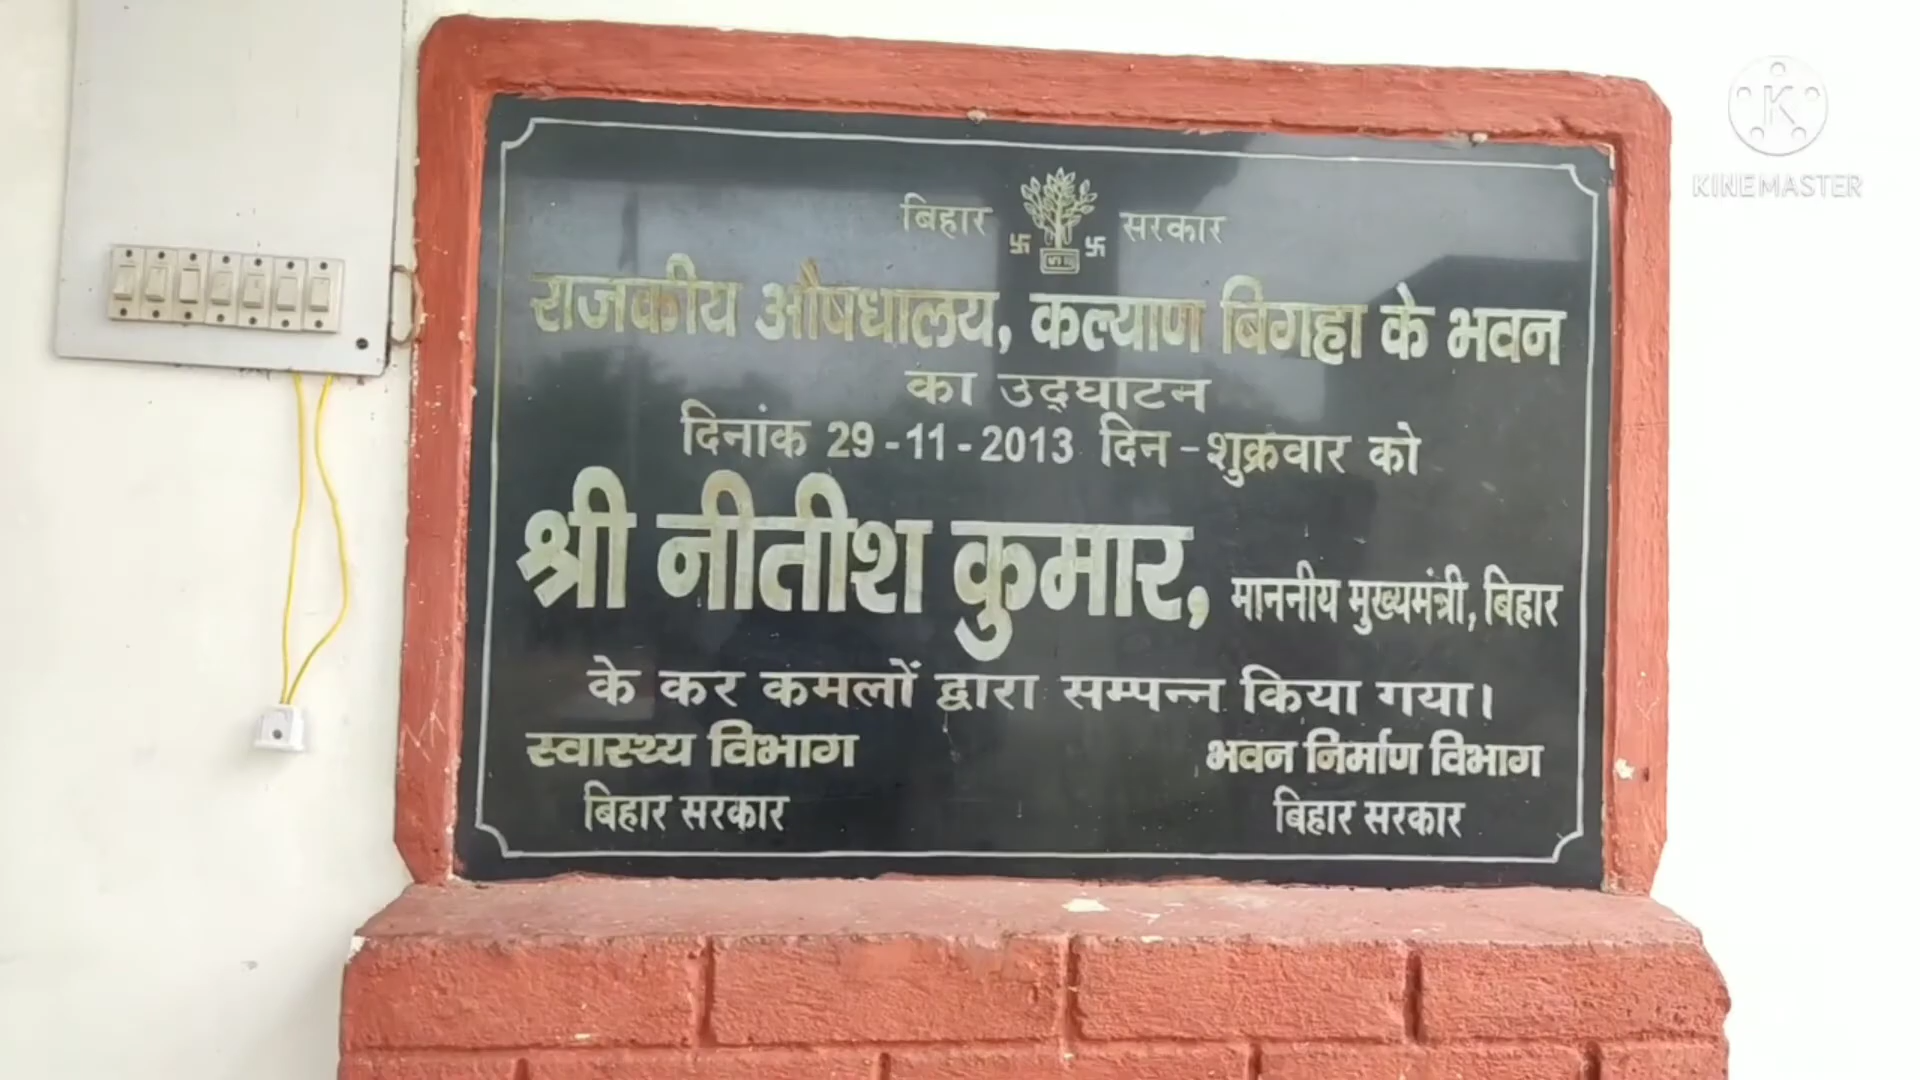 बिहार सरकार
राजकीय औषधालय, कल्याण बिगहा के भवन
का उद्घाटन
दिनांक 29-11-2013 दिन-शुक्रवार को
श्री नीतीश कुमार, माननीय मुख्यमंत्री, बिहार
के कर कमलों द्वारा सम्पन्न किया गया।
स्वास्थ्य विभाग
बिहार सरकार
भवन निर्माण विभाग
बिहार सरकार
K
KINEMASTER